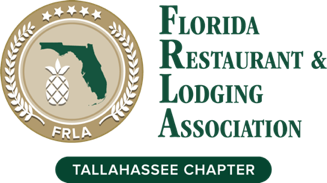 FRLA
FLORIDA
RESTAURANT &
LODGING
ASSOCIATION
TALLAHASSEE CHAPTER